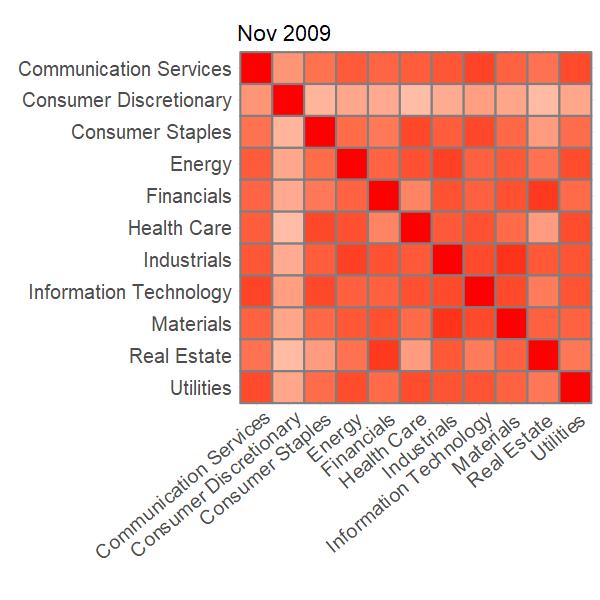 Nov 2009
Communication Services
Consumer Discretionary
Consumer Staples
Energy
Financials
Health Care
Industrials
Information Technology
Materials
Real Estate
Utilities
Communication Services
Consumer Discretionary
Consumer Staples
Energy
Financials
Health Care
Industrials
Information Technology
Materials
Real Estate
Utilities